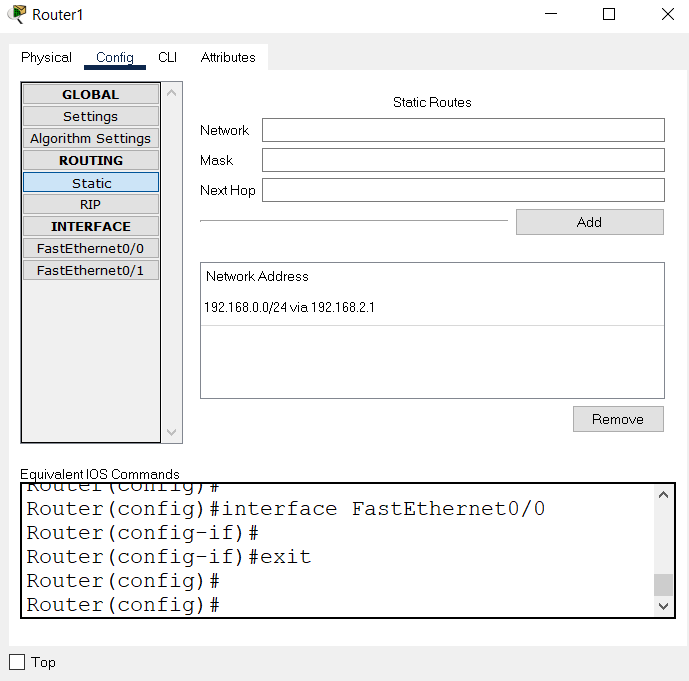 Router1
Physical Config CLI Attributes
GLOBAL
Settings
Algorithm Settings
ROUTING
Static
RIP
INTERFACE
FastEthernet0/0
FastEthernet0/1
Static Routes
Network
Mask
Next Hop
Add
Network Address
192.168.0.0/24 via 192.168.2.1
Remove
Equivalent IOS Commands
Router(config)#
Router(config)#interface FastEthernet0/0
Router(config-if)#
Router(config-if)#exit
Router(config)#
Router(config)#
Top